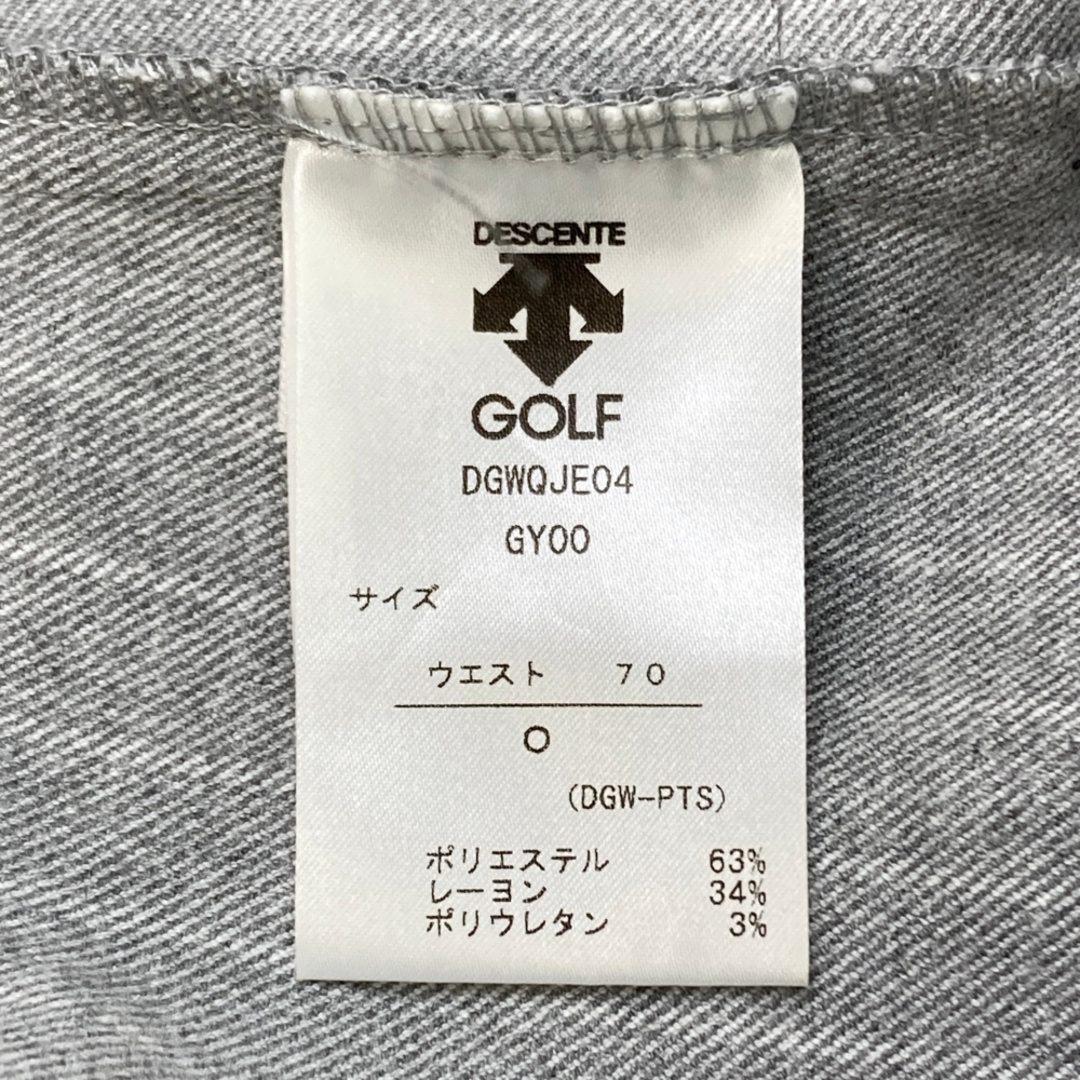 DESCENTE
GOLF
DGWQJE04
GY00
サイズ
ウエスト 70
O
(DGW-PTS)
ポリエステル 63%
レーヨン 34%
ポリウレタン 3%